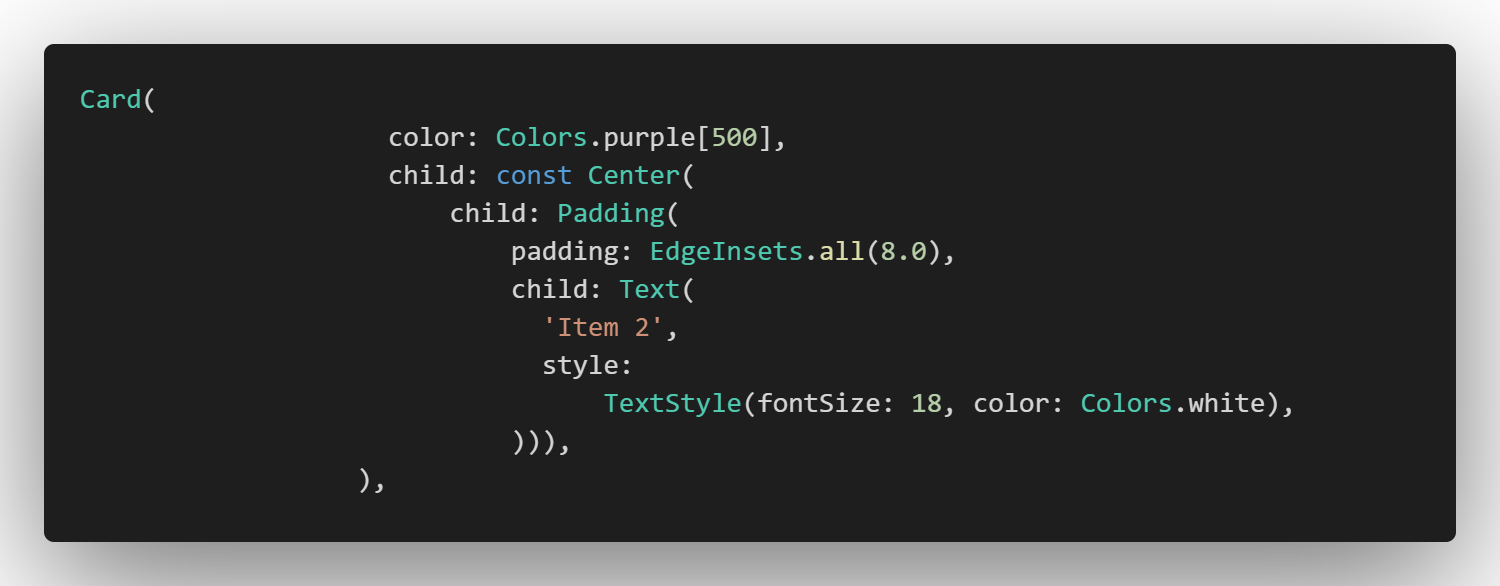 Card(
                    color: Colors.purple[500],
                    child: const Center(
                        child: Padding(
                            padding: EdgeInsets.all(8.0),
                            child: Text(
                              'Item 2',
                              style:
                                  TextStyle(fontSize: 18, color: Colors.white),
                            ))),
                  ),